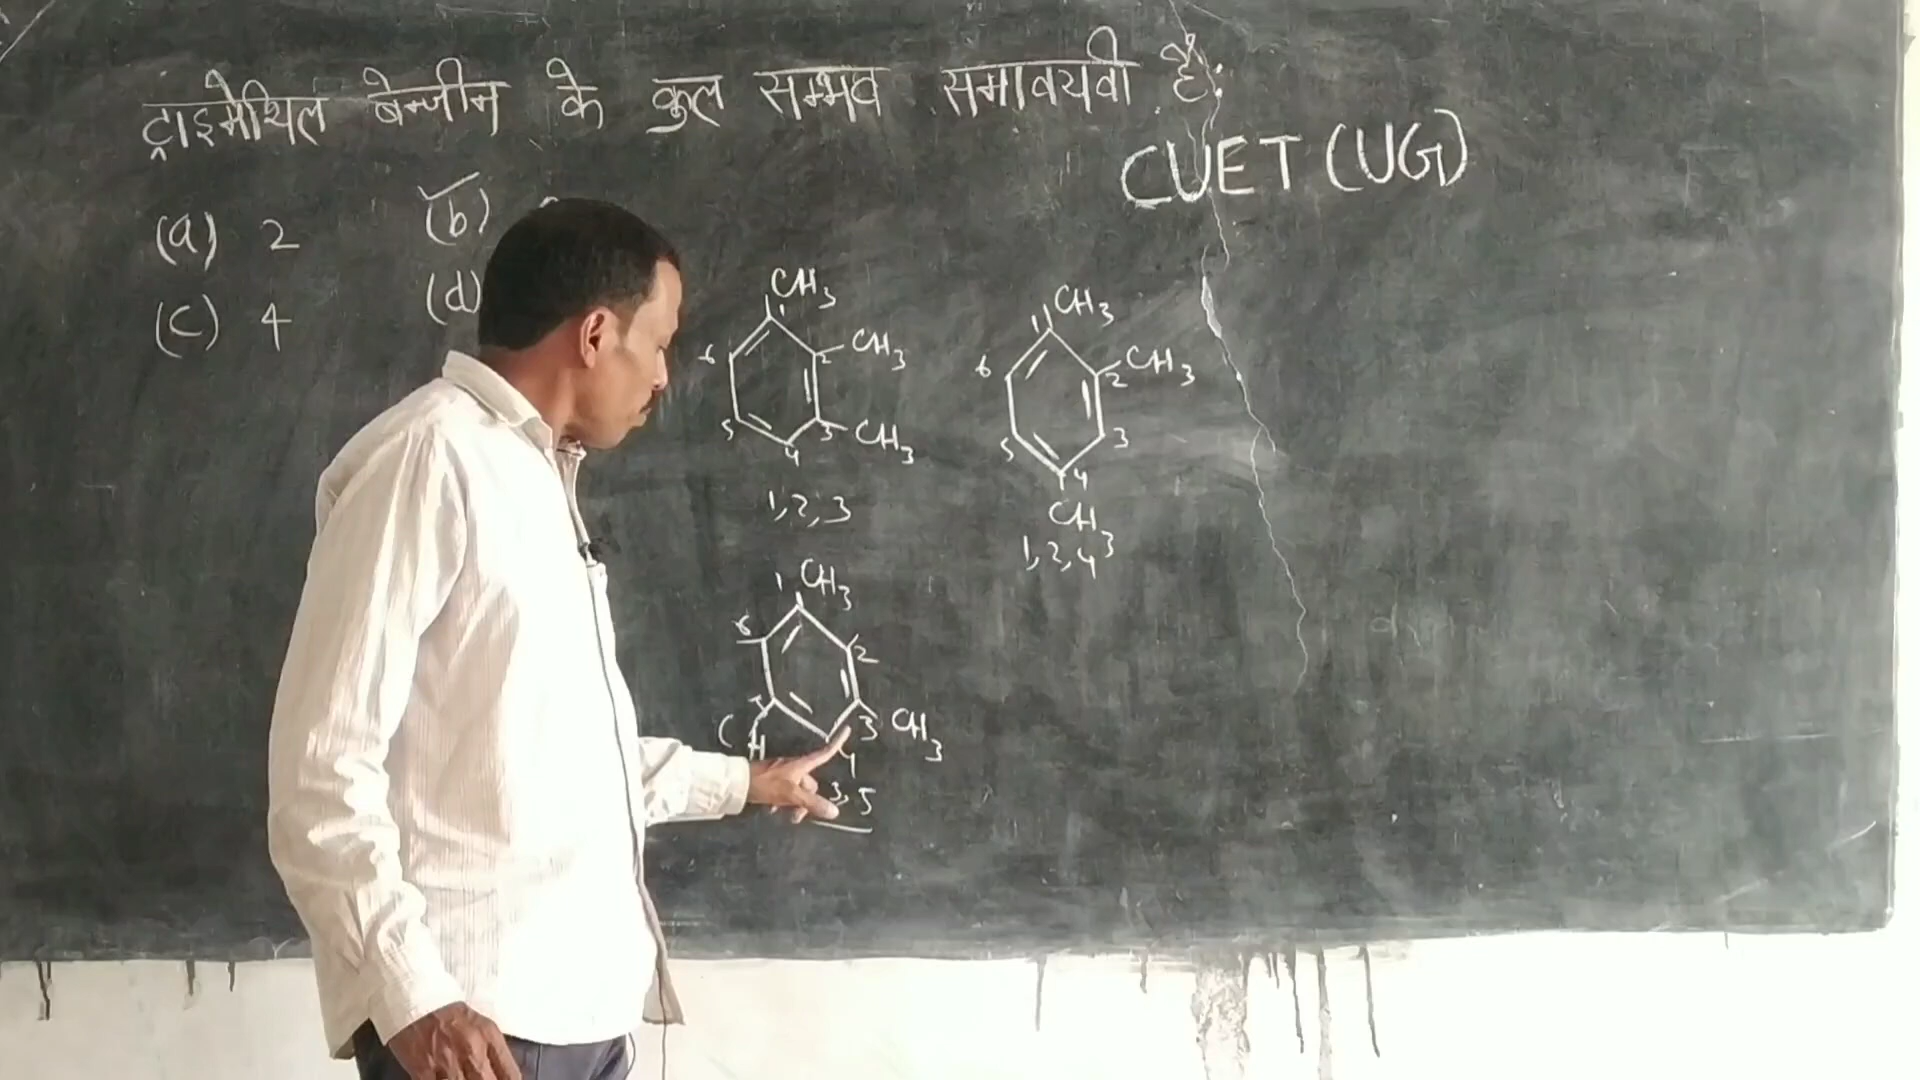 ट्राइमेथिल बेन्जीन के कुल सम्भव समावयवी है:
CUET (UG)
(a) 2 (b)
(c) 4 (d)
CH3 CH3
1 1
6 2 CH3 6 2 CH3
5 3 CH3 5 3
4 4
CH3
1,2,3 1,2,4
1 CH3
6 2
3 CH3
4
3,5